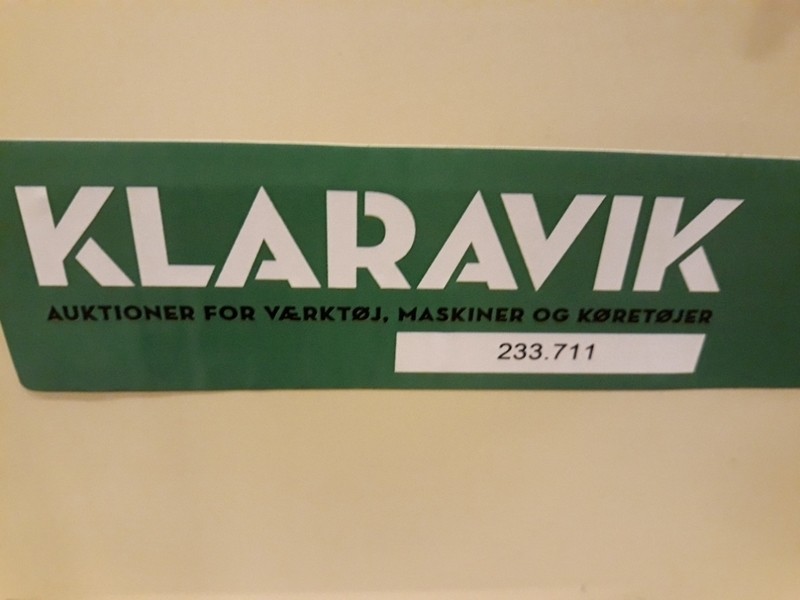 KLARAVIK
AUKTIONER FOR VÆRKTØJ, MASKINER OG KØRETØJER
233.711